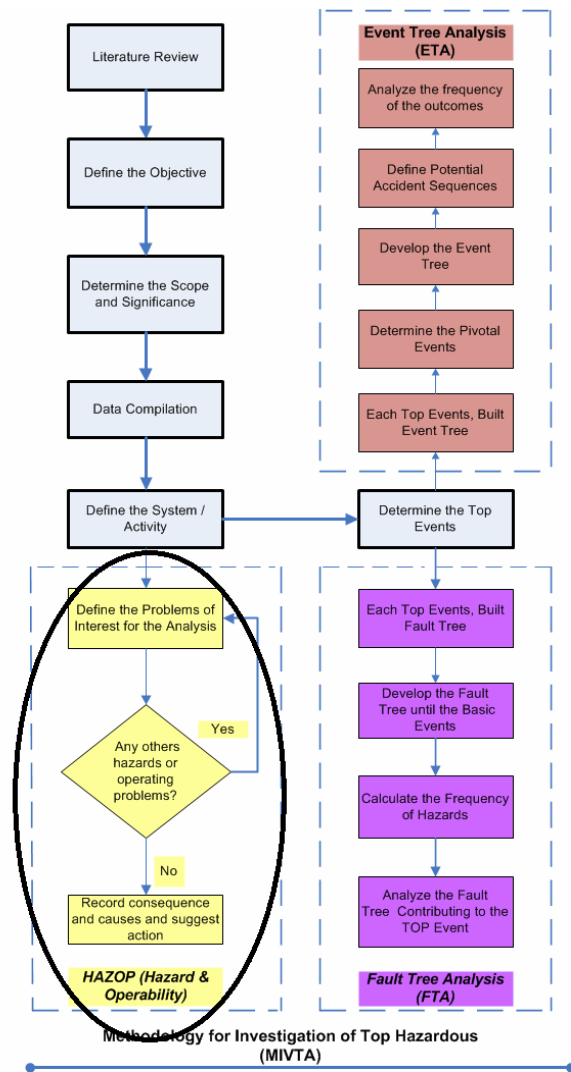 Literature Review
Define the Objective
Determine the Scope
and Significance
Data Compilation
Define the System /
Activity
Define the Problems of
Interest for the Analysis
Yes
Any others
hazards or
operating
problems?
No
Record consequence
and causes and suggest
action
HAZOP (Hazard &
Operability)
Event Tree Analysis
(ETA)
Analyze the frequency
of the outcomes
Define Potential
Accident Sequences
Develop the Event
Tree
Determine the Pivotal
Events
Each Top Events, Built
Event Tree
Determine the Top
Events
Each Top Events, Built
Fault Tree
Develop the Fault
Tree until the Basic
Events
Calculate the Frequency
of Hazards
Analyze the Fault
Tree Contributing to the
TOP Event
Fault Tree Analysis
(FTA)
Methodology for Investigation of Top Hazardous
(MIVTA)